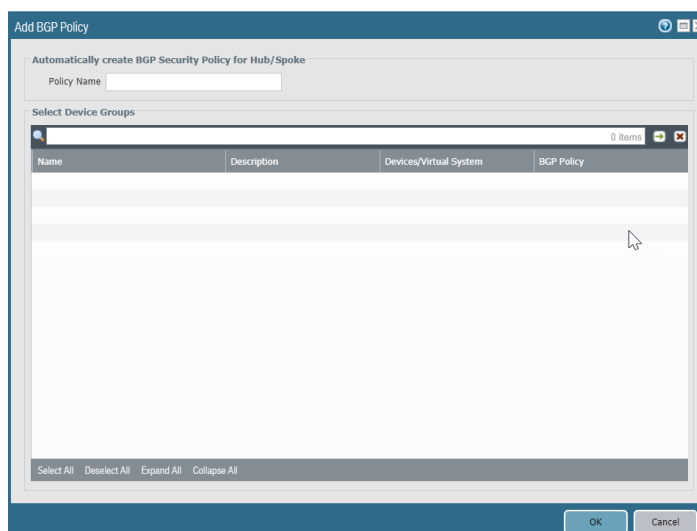 Add BGP Policy
Automatically create BGP Security Policy for Hub/Spoke
Policy Name
Select Device Groups
0 items
Name Description Devices/Virtual System BGP Policy
Select All Deselect All Expand All Collapse All
OK Cancel